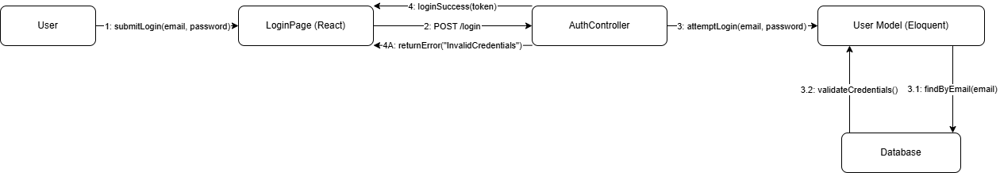 4: loginSuccess(token)
User
1: submitLogin(email, password)
LoginPage (React)
2: POST /login
AuthController
3: attemptLogin(email, password)
User Model (Eloquent)
4A: returnError("InvalidCredentials")
3.2: validateCredentials()
3.1: findByEmail(email)
Database